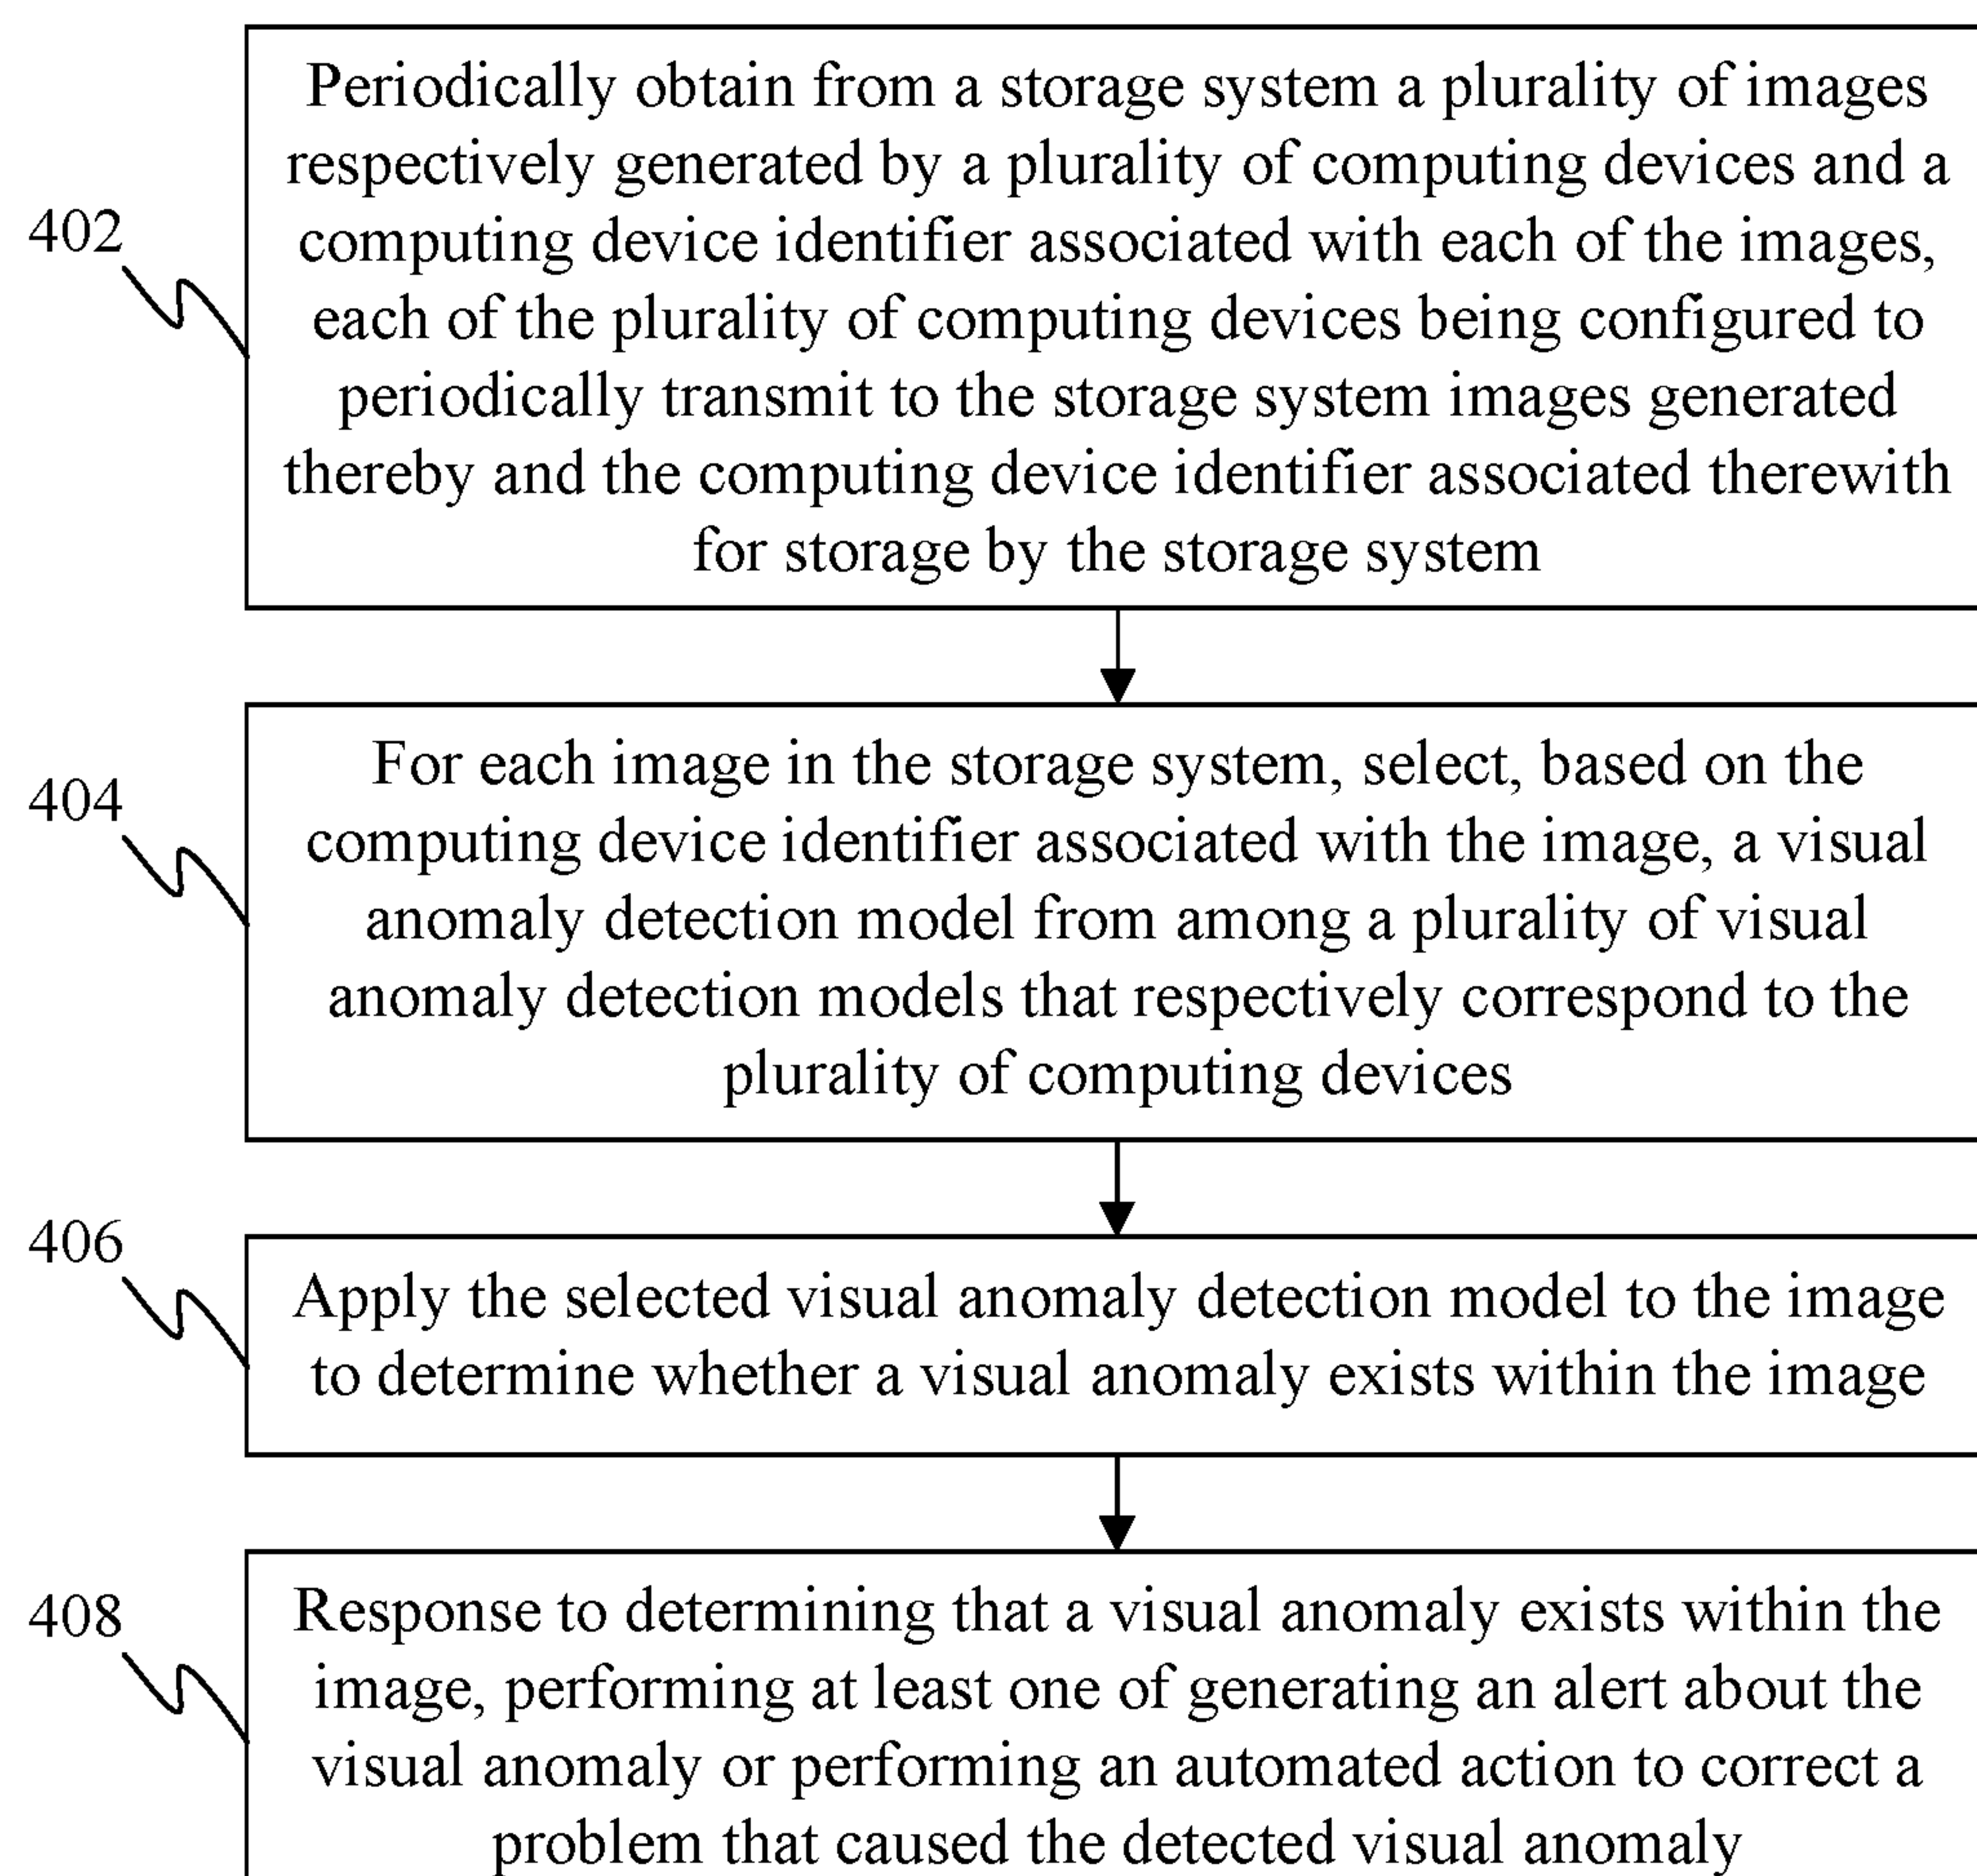 402
Periodically obtain from a storage system a plurality of images
respectively generated by a plurality of computing devices and a
computing device identifier associated with each of the images,
each of the plurality of computing devices being configured to
periodically transmit to the storage system images generated
thereby and the computing device identifier associated therewith
for storage by the storage system
404
For each image in the storage system, select, based on the
computing device identifier associated with the image, a visual
anomaly detection model from among a plurality of visual
anomaly detection models that respectively correspond to the
plurality of computing devices
406
Apply the selected visual anomaly detection model to the image
to determine whether a visual anomaly exists within the image
408
Response to determining that a visual anomaly exists within the
image, performing at least one of generating an alert about the
visual anomaly or performing an automated action to correct a
problem that caused the detected visual anomaly